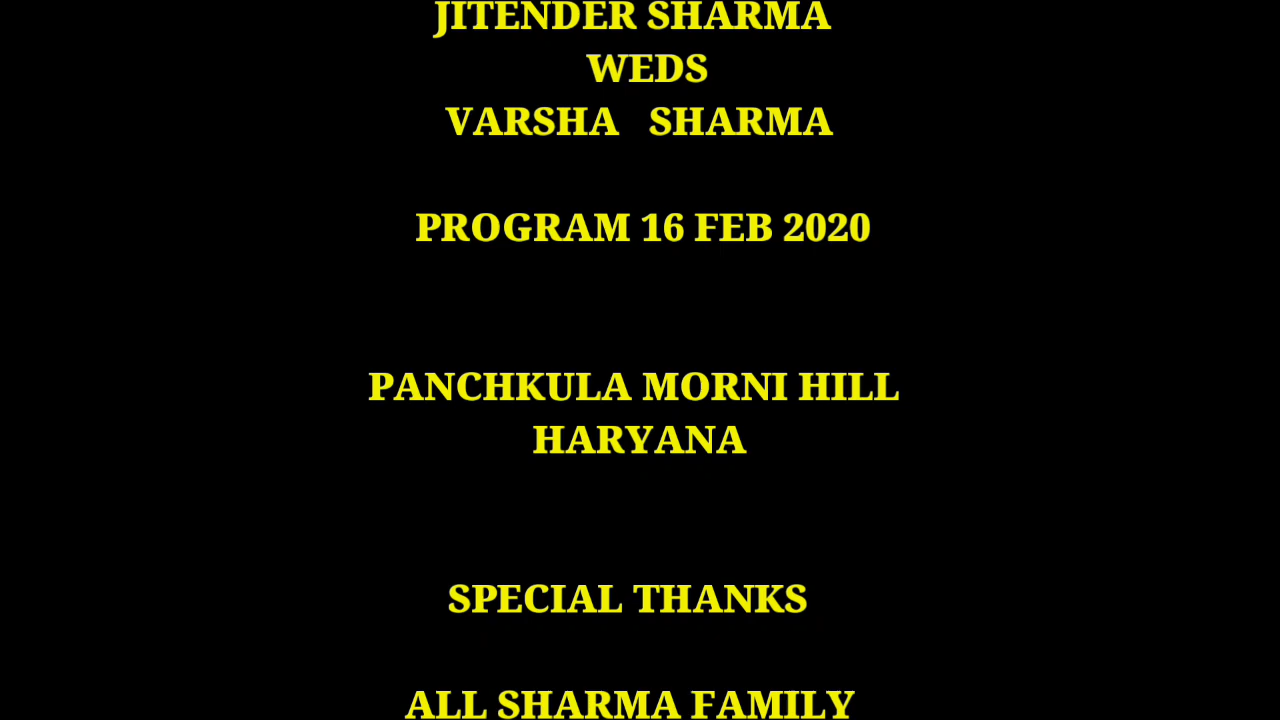 JITENDER SHARMA
WEDS
VARSHA SHARMA
PROGRAM 16 FEB 2020
PANCHKULA MORNI HILL
HARYANA
SPECIAL THANKS
ALL SHARMA FAMILY